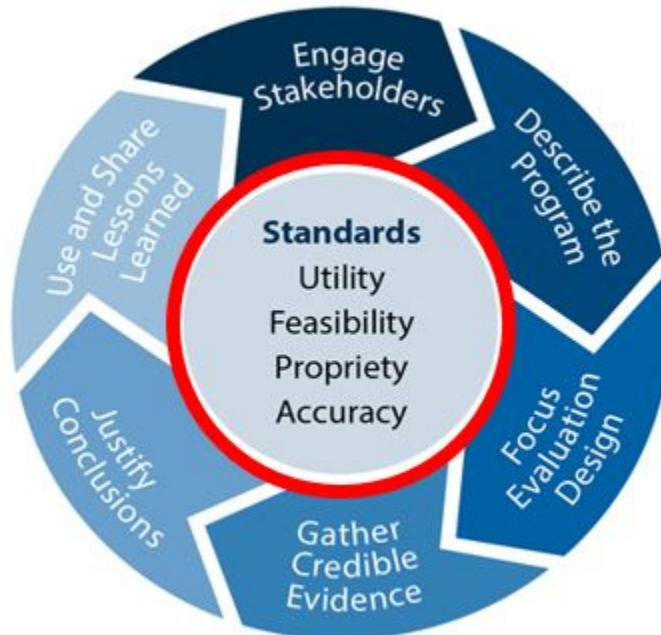 Engage
Stakeholders
Describe the
Program
Focus
Evaluation
Design
Gather
Credible
Evidence
Justify
Conclusions
Use and Share
Lessons
Learned
Standards
Utility
Feasibility
Propriety
Accuracy